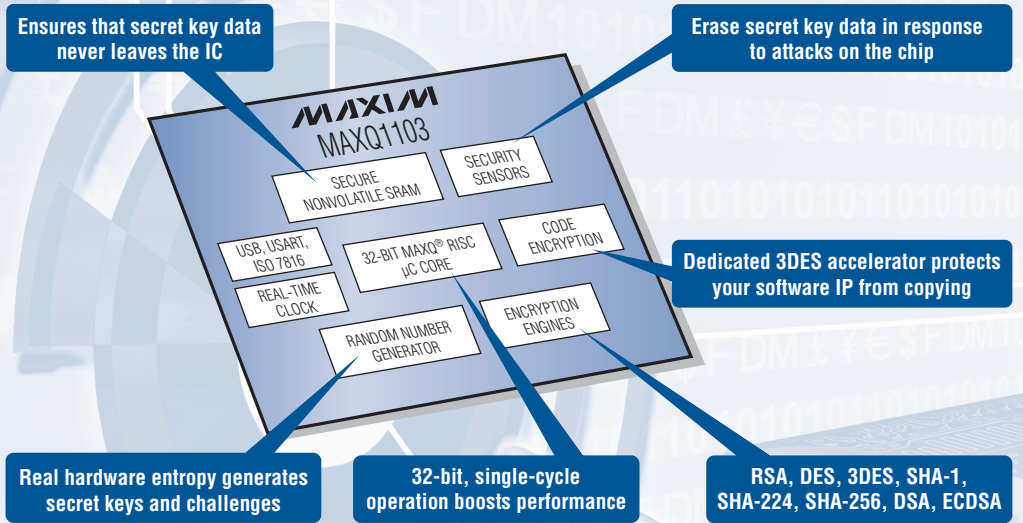 Ensures that secret key data
never leaves the IC
Erase secret key data in response
to attacks on the chip
MAXIM
MAXQ1103
SECURE
NONVOLATILE SRAM
SECURITY
SENSORS
USB, USART,
ISO 7816
REAL-TIME
CLOCK
32-BIT MAXQ® RISC
µC CORE
CODE
ENCRYPTION
Dedicated 3DES accelerator protects
your software IP from copying
RANDOM NUMBER
GENERATOR
ENCRYPTION
ENGINES
Real hardware entropy generates
secret keys and challenges
32-bit, single-cycle
operation boosts performance
RSA, DES, 3DES, SHA-1,
SHA-224, SHA-256, DSA, ECDSA